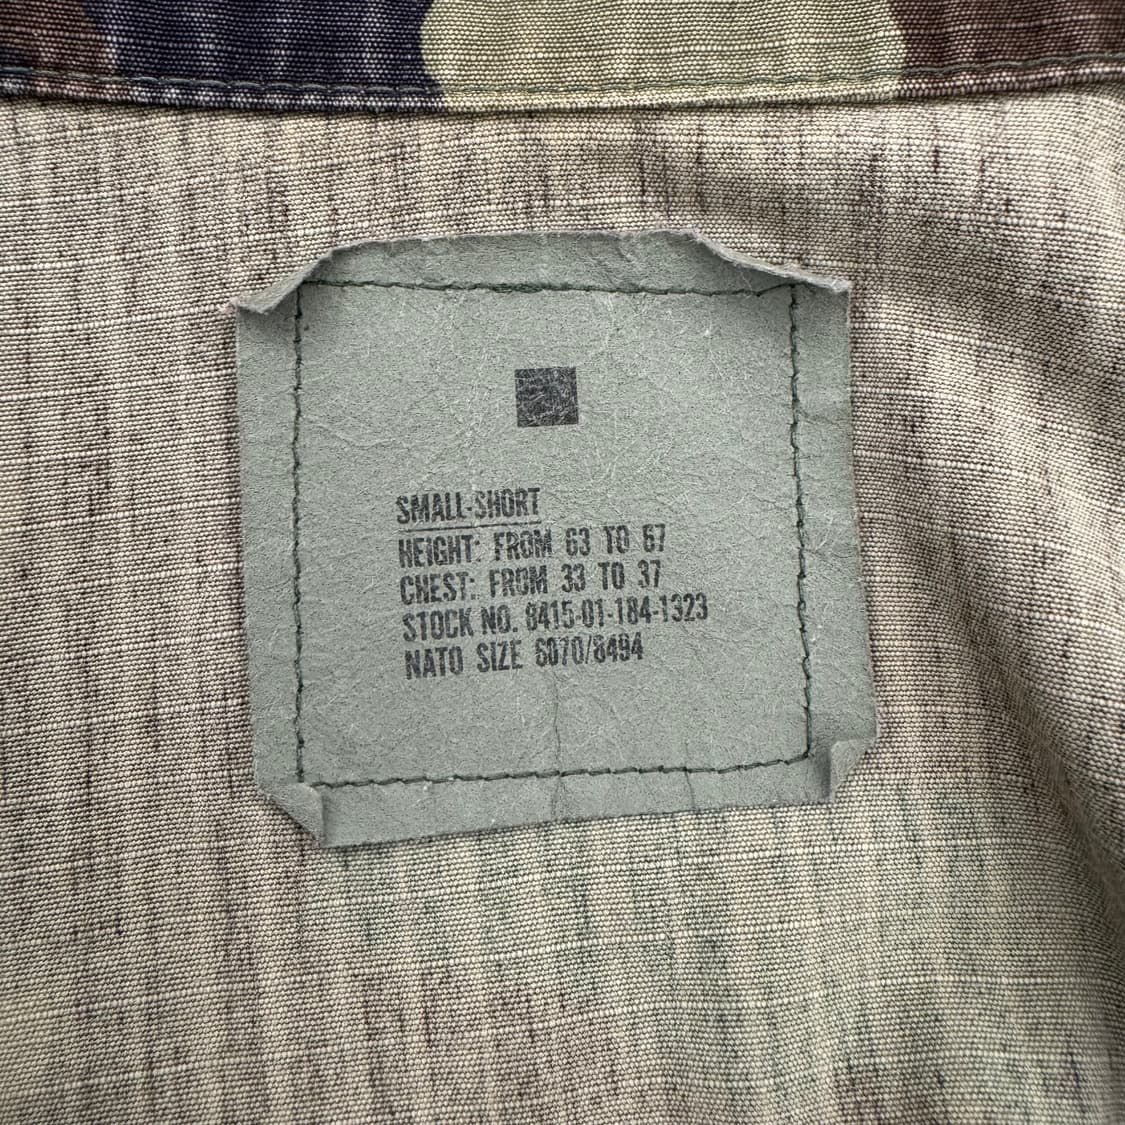 SMALL-SHORT
HEIGHT: FROM 63 TO 67
CHEST: FROM 33 TO 37
STOCK NO. 8415-01-184-1323
NATO SIZE 6070/8494